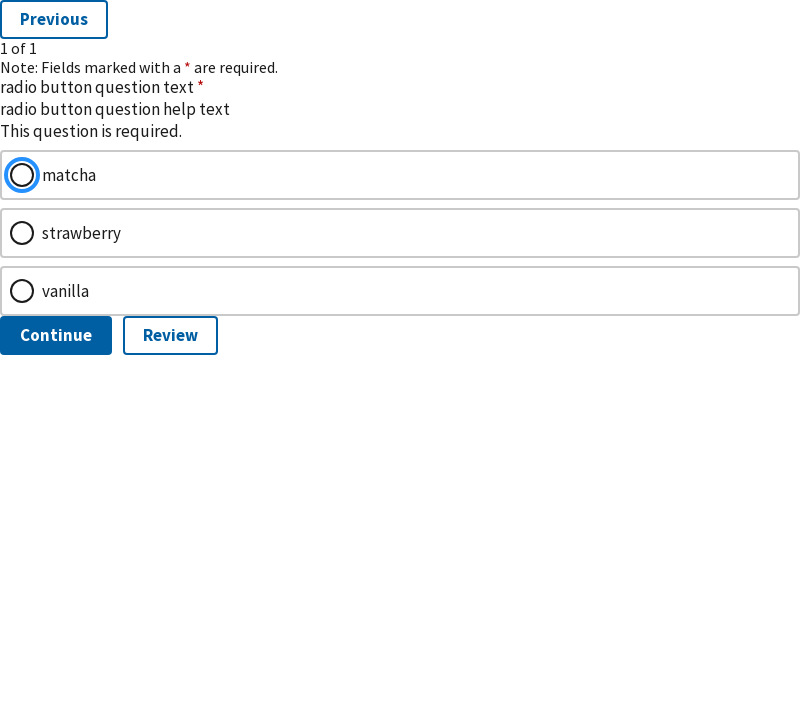 Previous
1 of 1
Note: Fields marked with a * are required.
radio button question text *
radio button question help text
This question is required.
matcha
strawberry
vanilla
Continue Review